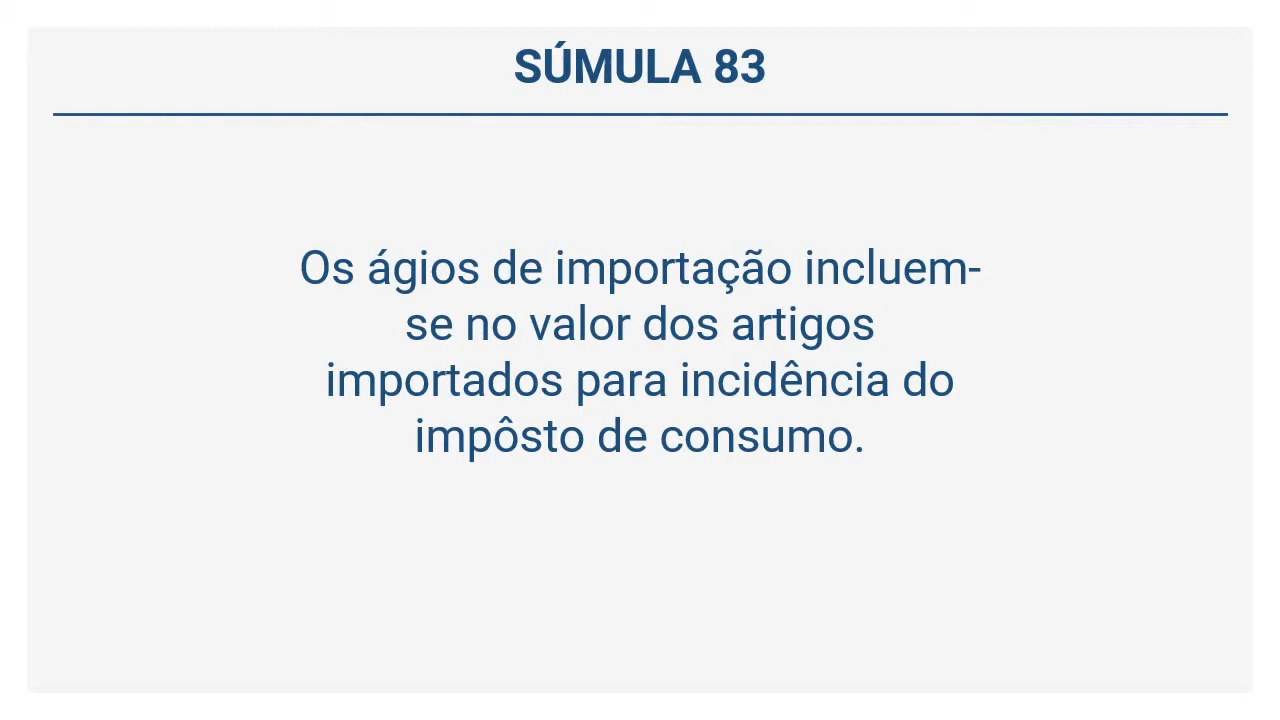 SÚMULA 83
Os ágios de importação incluem-
se no valor dos artigos
importados para incidência do
impôsto de consumo.